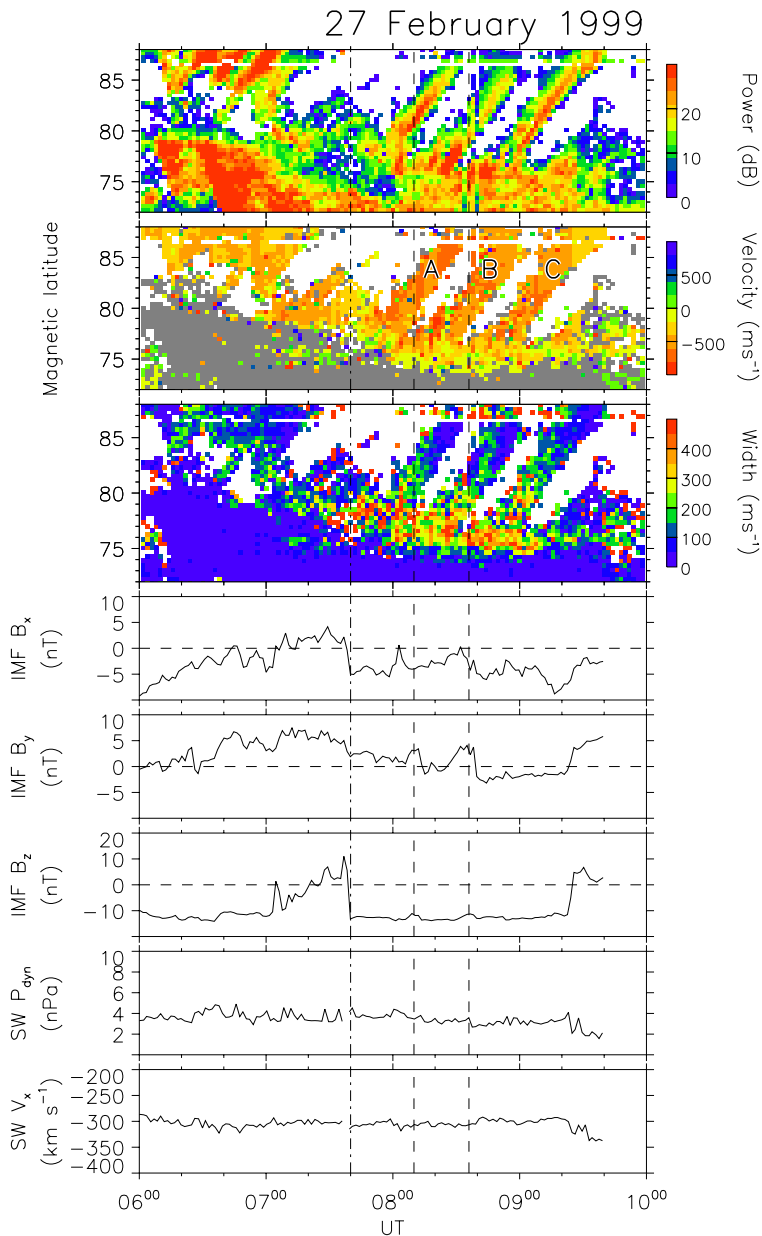 27 February 1999
85
80
75
Power (dB)
20
10
0
Magnetic latitude
85
80
75
A B C
Velocity (ms⁻¹)
500
0
−500
85
80
75
Width (ms⁻¹)
400
300
200
100
0
IMF Bₓ
(nT)
10
5
0
−5
IMF Bᵧ
(nT)
10
5
0
−5
IMF B_z
(nT)
20
10
0
−10
SW P_dyn
(nPa)
10
8
6
4
2
SW Vₓ
(km s⁻¹)
−200
−250
−300
−350
−400
06⁰⁰ 07⁰⁰ 08⁰⁰ 09⁰⁰ 10⁰⁰
UT